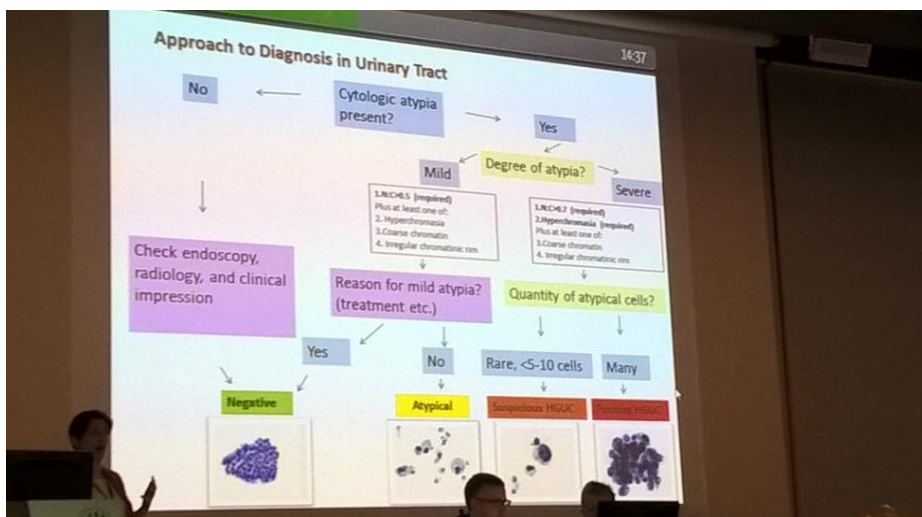 14:37
Approach to Diagnosis in Urinary Tract
No
Cytologic atypia
present?
Yes
Degree of atypia?
Mild
Severe
1.N:C>0.5 (required)
Plus at least one of:
2. Hyperchromasia
3.Coarse chromatin
4. Irregular chromatinic rim
1.N:C>0.7 (required)
2.Hyperchromasia (required)
Plus at least one of:
3.Coarse chromatin
4. Irregular chromatinic rim
Check endoscopy,
radiology, and clinical
impression
Reason for mild atypia?
(treatment etc.)
Quantity of atypical cells?
Yes
No
Rare, <5-10 cells
Many
Negative
Atypical
Suspicious HGUC
Positive HGUC